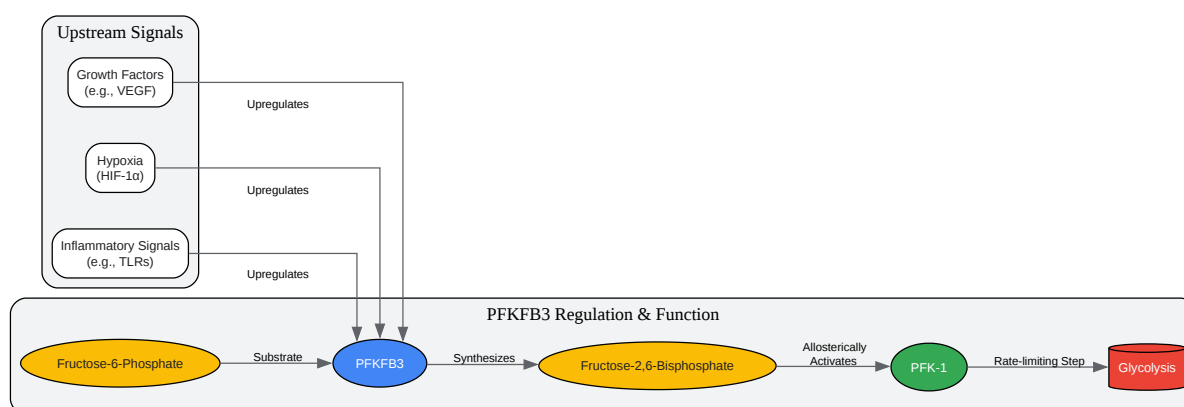 Upstream Signals
Growth Factors
(e.g., VEGF)
Upregulates
Hypoxia
(HIF-1α)
Upregulates
Inflammatory Signals
(e.g., TLRs)
Upregulates
PFKFB3 Regulation & Function
Fructose-6-Phosphate
Substrate
PFKFB3
Synthesizes
Fructose-2,6-Bisphosphate
Allosterically
Activates
PFK-1
Rate-limiting Step
Glycolysis